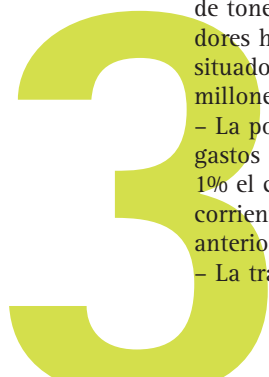 3
de tone
dores h
situado
millone
– La po
gastos
1% el c
corrien
anterio
– La tra